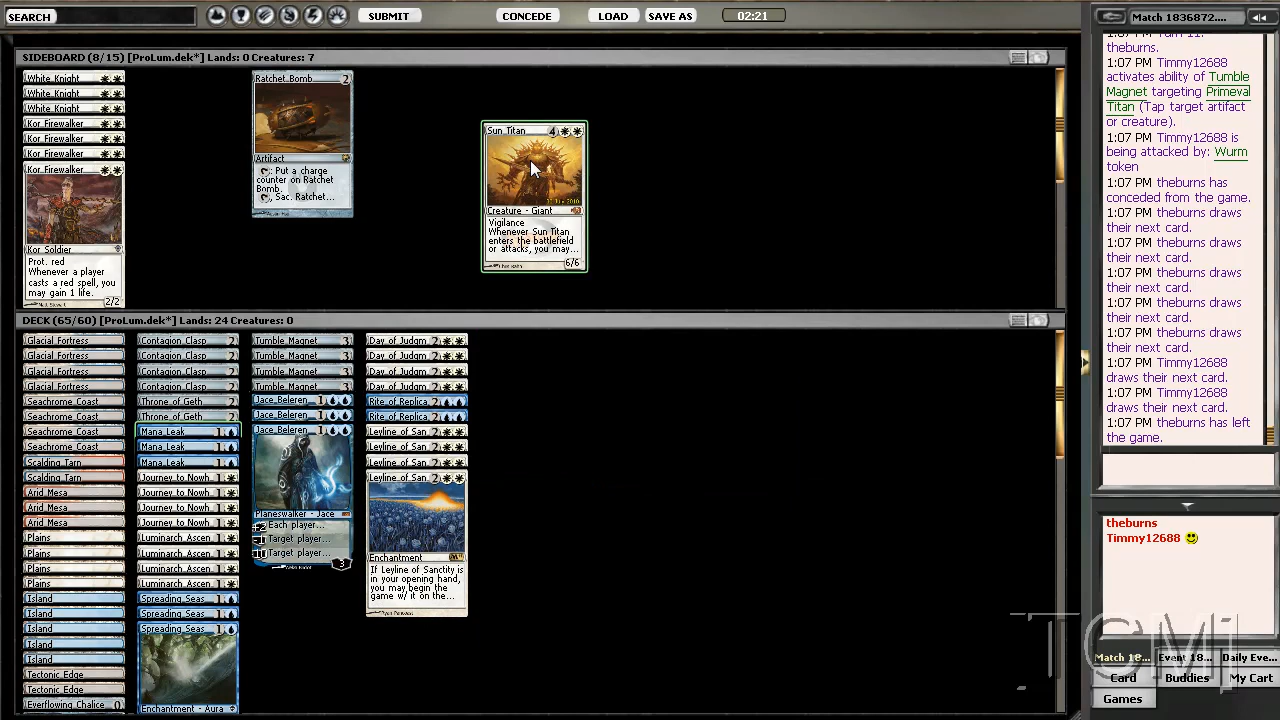 SEARCH
SUBMIT
CONCEDE
LOAD
SAVE AS
02:21
Match 1836872....
SIDEBOARD (8/15) [ProLum.dek*] Lands: 0 Creatures: 7
White Knight
White Knight
White Knight
Kor Firewalker
Kor Firewalker
Kor Firewalker
Kor Firewalker
Kor Soldier
Prot. red
Whenever a player
casts a red spell, you
may gain 1 life.
2/2
Ratchet Bomb 2
Artifact
: Put a charge
counter on Ratchet
Bomb.
, Sac. Ratchet...
Sun Titan 4
Creature - Giant
Vigilance
Whenever Sun Titan
enters the battlefield
or attacks, you may...
6/6
DECK (65/60) [ProLum.dek*] Lands: 24 Creatures: 0
Glacial Fortress
Glacial Fortress
Glacial Fortress
Glacial Fortress
Seachrome Coast
Seachrome Coast
Seachrome Coast
Seachrome Coast
Scalding Tarn
Scalding Tarn
Arid Mesa
Arid Mesa
Arid Mesa
Plains
Plains
Plains
Plains
Island
Island
Island
Island
Island
Tectonic Edge
Tectonic Edge
Everflowing Chalice 0
Contagion Clasp 2
Contagion Clasp 2
Contagion Clasp 2
Contagion Clasp 2
Throne of Geth 2
Throne of Geth 2
Mana Leak 1
Mana Leak 1
Mana Leak 1
Journey to Nowh 1
Journey to Nowh 1
Journey to Nowh 1
Journey to Nowh 1
Luminarch Ascen 1
Luminarch Ascen 1
Luminarch Ascen 1
Luminarch Ascen 1
Spreading Seas 1
Spreading Seas 1
Spreading Seas 1
Enchantment - Aura
Tumble Magnet 3
Tumble Magnet 3
Tumble Magnet 3
Tumble Magnet 3
Jace Beleren 1
Jace Beleren 1
Jace Beleren 1
Planeswalker - Jace
+2 Each player...
-1 Target player...
-10 Target player...
3
Day of Judgm 2
Day of Judgm 2
Day of Judgm 2
Day of Judgm 2
Rite of Replica 2
Rite of Replica 2
Leyline of San 2
Leyline of San 2
Leyline of San 2
Leyline of San 2
Enchantment
If Leyline of Sanctity is
in your opening hand,
you may begin the
game w/ it on the...
1:07 PM Turn 11:
theburns.
1:07 PM Timmy12688
activates ability of Tumble
Magnet targeting Primeval
Titan (Tap target artifact
or creature).
1:07 PM Timmy12688 is
being attacked by: Wurm
token
1:07 PM theburns has
conceded from the game.
1:07 PM theburns draws
their next card.
1:07 PM theburns draws
their next card.
1:07 PM theburns draws
their next card.
1:07 PM theburns draws
their next card.
1:07 PM theburns draws
their next card.
1:07 PM Timmy12688
draws their next card.
1:07 PM Timmy12688
draws their next card.
1:07 PM theburns has left
the game.
theburns
Timmy12688
Match 18...
Event 18...
Daily Eve...
Card
Buddies
My Cart
Games